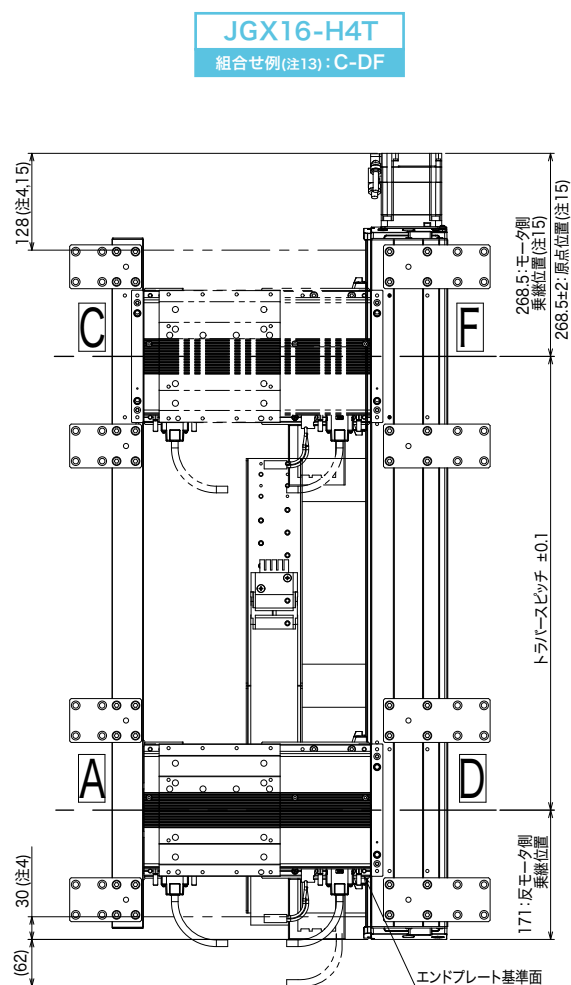 JGX16-H4T
組合せ例(注13):C-DF
128(注4,15)
268.5:モータ側
乗継位置(注15)
268.5±2:原点位置(注15)
C
F
トラバースピッチ ±0.1
A
D
30(注4)
171:反モータ側
乗継位置
(62)
エンドプレート基準面